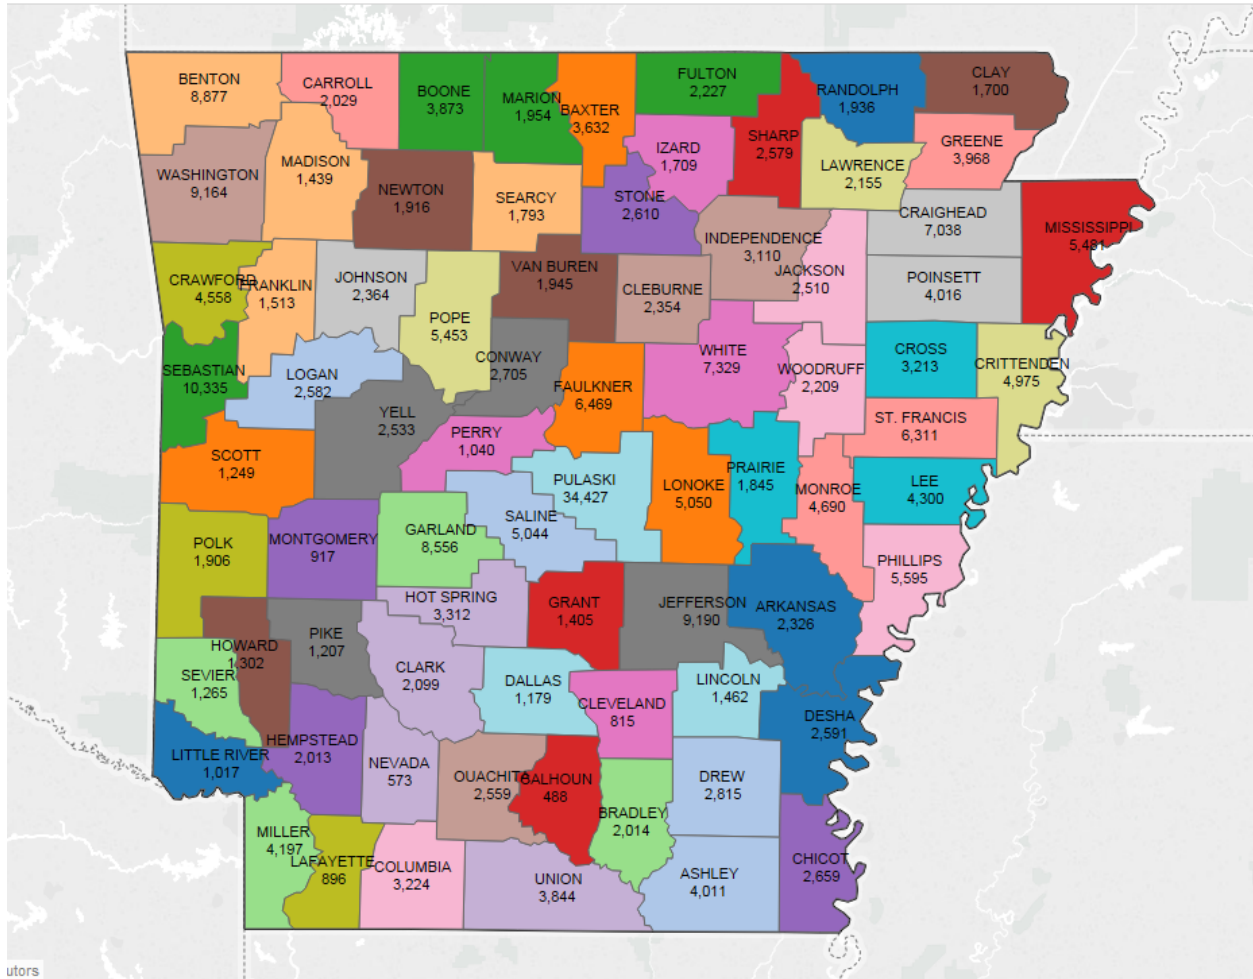 BENTON
8,877
CARROLL
2,029
BOONE
3,873
MARION
1,954
BAXTER
3,632
FULTON
2,227
SHARP
2,579
RANDOLPH
1,936
CLAY
1,700
GREENE
3,968
WASHINGTON
9,164
MADISON
1,439
NEWTON
1,916
SEARCY
1,793
STONE
2,610
IZARD
1,709
LAWRENCE
2,155
CRAIGHEAD
7,038
MISSISSIPPI
5,481
CRAWFORD
4,558
FRANKLIN
1,513
JOHNSON
2,364
POPE
5,453
VAN BUREN
1,945
CLEBURNE
2,354
INDEPENDENCE
3,110
JACKSON
2,510
POINSETT
4,016
SEBASTIAN
10,335
LOGAN
2,582
YELL
2,533
CONWAY
2,705
FAULKNER
6,469
WHITE
7,329
WOODRUFF
2,209
CROSS
3,213
CRITTENDEN
4,975
SCOTT
1,249
PERRY
1,040
PULASKI
34,427
LONOKE
5,050
PRAIRIE
1,845
MONROE
4,690
ST. FRANCIS
6,311
LEE
4,300
POLK
1,906
MONTGOMERY
917
GARLAND
8,556
SALINE
5,044
PHILLIPS
5,595
HOT SPRING
3,312
GRANT
1,405
JEFFERSON
9,190
ARKANSAS
2,326
HOWARD
1,302
PIKE
1,207
CLARK
2,099
DALLAS
1,179
CLEVELAND
815
LINCOLN
1,462
DESHA
2,591
SEVIER
1,265
LITTLE RIVER
1,017
HEMPSTEAD
2,013
NEVADA
573
OUACHITA
2,559
CALHOUN
488
BRADLEY
2,014
DREW
2,815
MILLER
4,197
LAFAYETTE
896
COLUMBIA
3,224
UNION
3,844
ASHLEY
4,011
CHICOT
2,659
utors